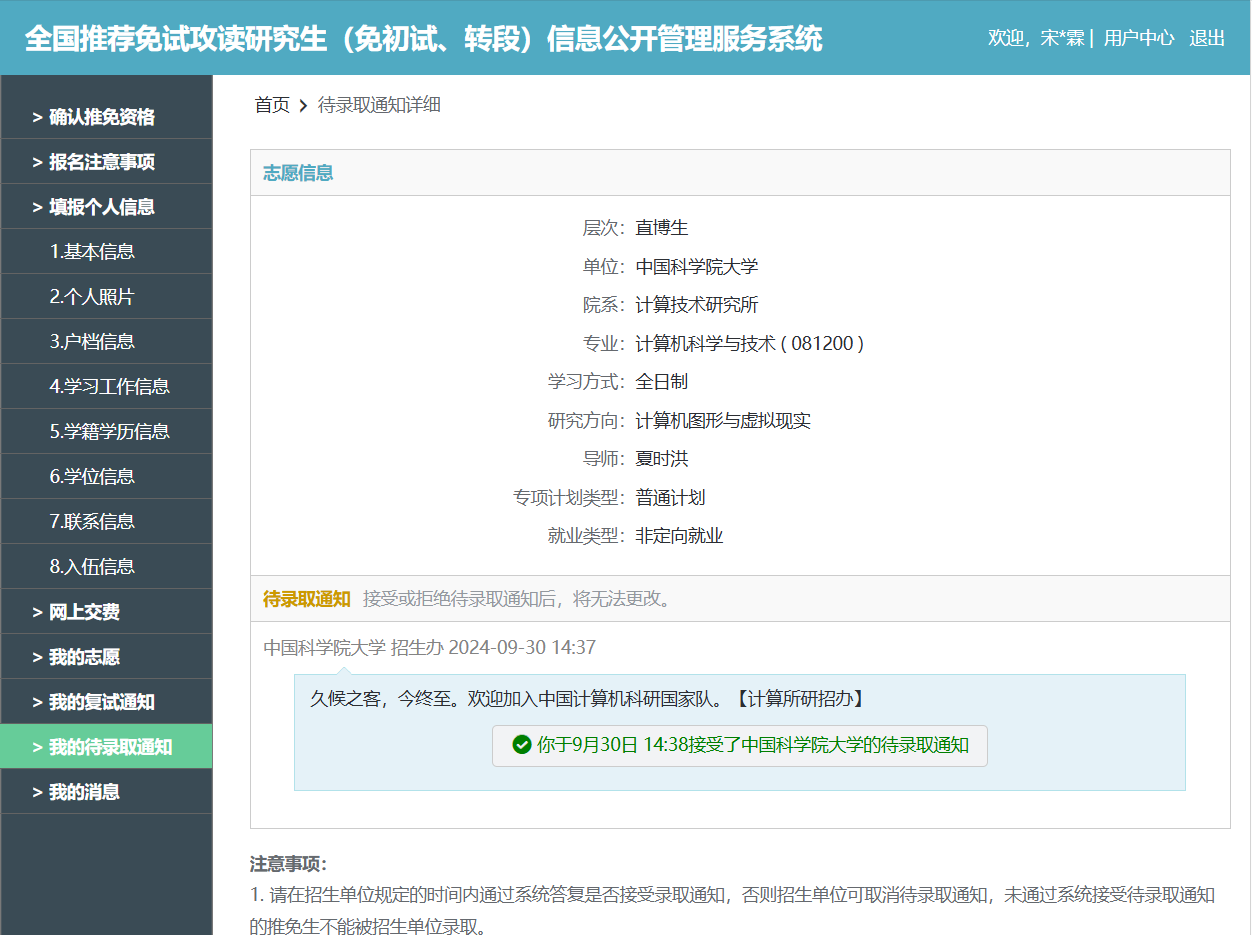 全国推荐免试攻读研究生（免初试、转段）信息公开管理服务系统
欢迎，宋*霖 | 用户中心 退出
> 确认推免资格
> 报名注意事项
> 填报个人信息
1.基本信息
2.个人照片
3.户档信息
4.学习工作信息
5.学籍学历信息
6.学位信息
7.联系信息
8.入伍信息
> 网上交费
> 我的志愿
> 我的复试通知
> 我的待录取通知
> 我的消息
首页 > 待录取通知详细
志愿信息
层次：直博生
单位：中国科学院大学
院系：计算技术研究所
专业：计算机科学与技术 ( 081200 )
学习方式：全日制
研究方向：计算机图形与虚拟现实
导师：夏时洪
专项计划类型：普通计划
就业类型：非定向就业
待录取通知 接受或拒绝待录取通知后，将无法更改。
中国科学院大学 招生办 2024-09-30 14:37
久候之客，今终至。欢迎加入中国计算机科研国家队。【计算所研招办】
你于9月30日 14:38接受了中国科学院大学的待录取通知
注意事项：
1. 请在招生单位规定的时间内通过系统答复是否接受录取通知，否则招生单位可取消待录取通知，未通过系统接受待录取通知
的推免生不能被招生单位录取。